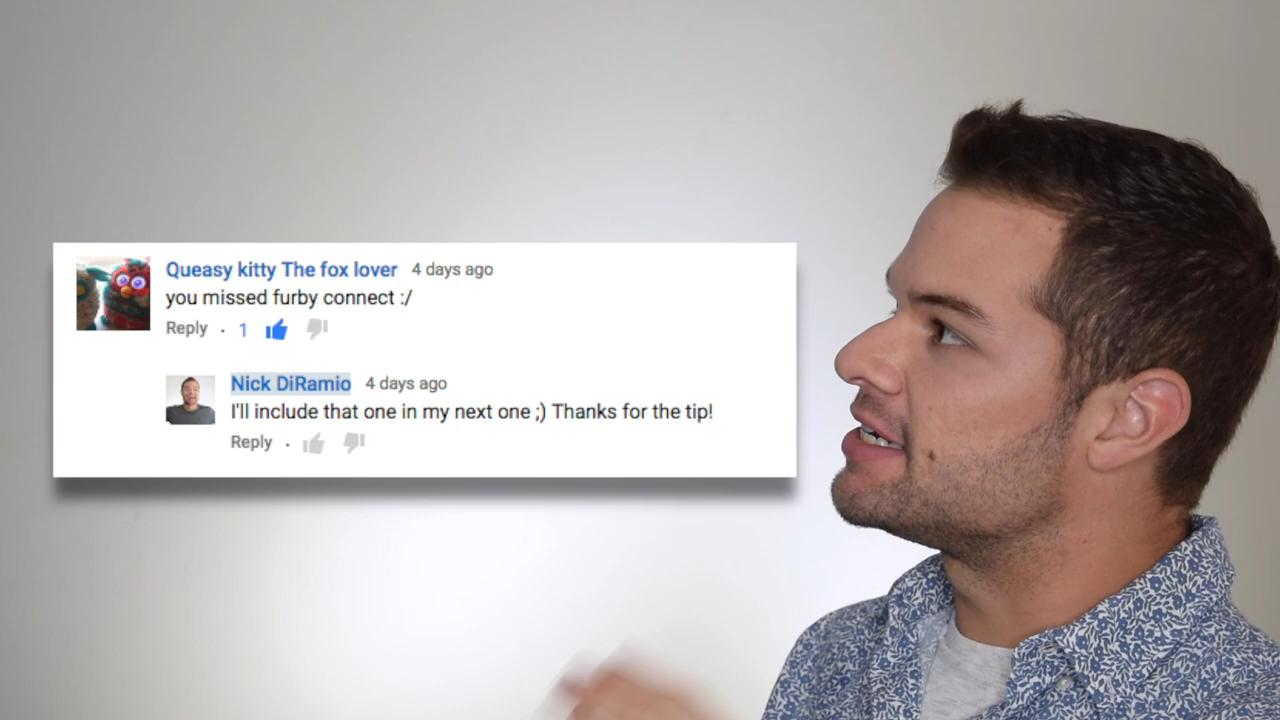 Queasy kitty The fox lover 4 days ago
you missed furby connect :/
Reply · 1
Nick DiRamio 4 days ago
I'll include that one in my next one ;) Thanks for the tip!
Reply ·